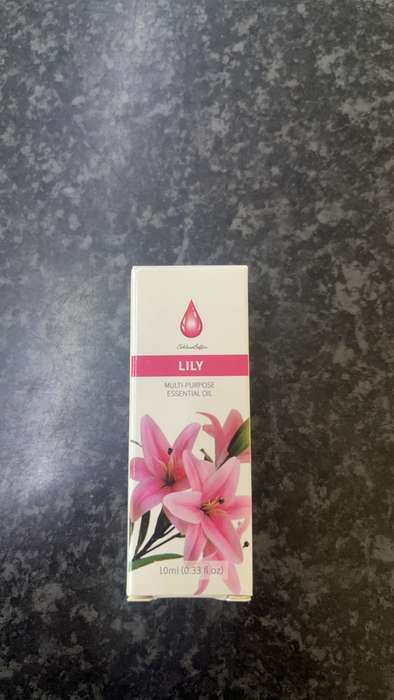 LILY
MULTI-PURPOSE
ESSENTIAL OIL
10ml (0.33 fl.oz)